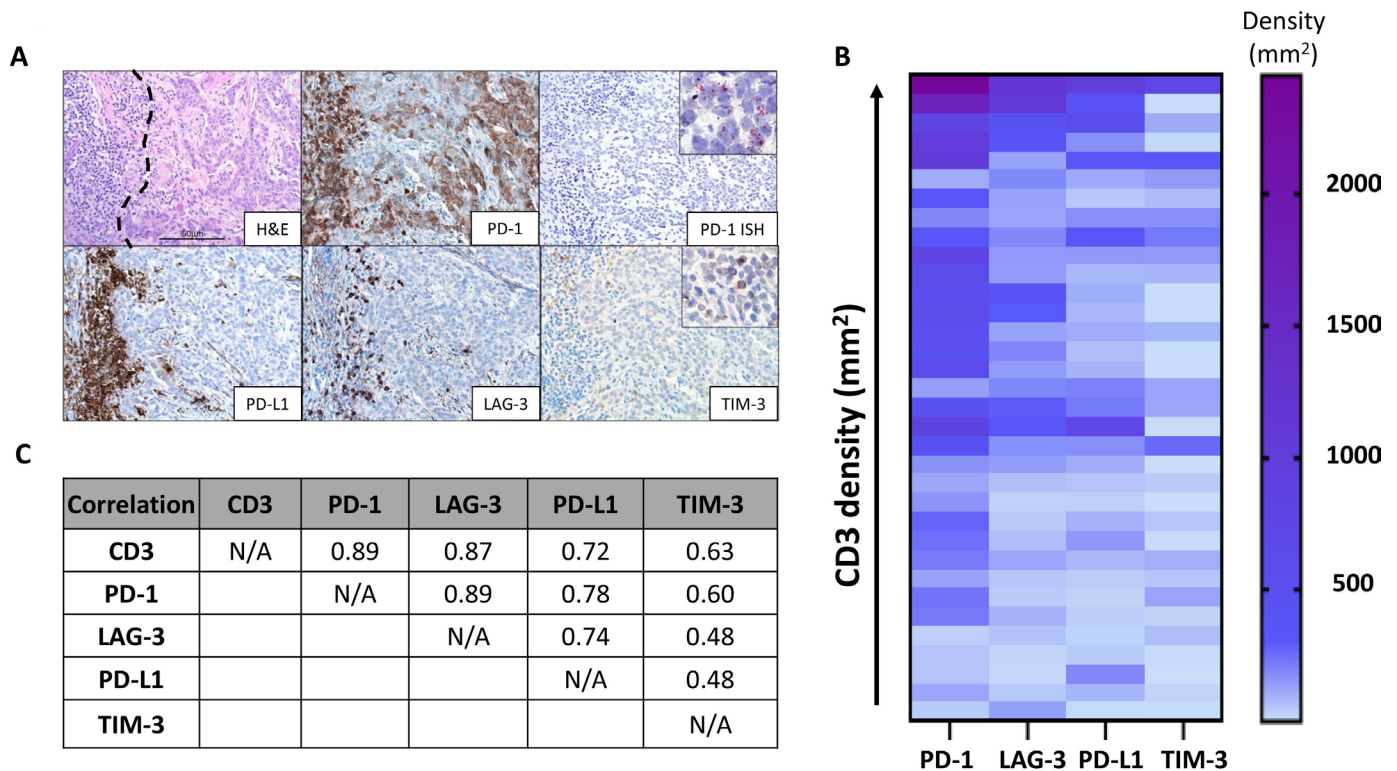 A
H&E
50µm
PD-1
PD-1 ISH
PD-L1
LAG-3
TIM-3
B
Density
(mm²)
2000
1500
1000
500
CD3 density (mm²)
PD-1 LAG-3 PD-L1 TIM-3
C
Correlation CD3 PD-1 LAG-3 PD-L1 TIM-3
CD3 N/A 0.89 0.87 0.72 0.63
PD-1 N/A 0.89 0.78 0.60
LAG-3 N/A 0.74 0.48
PD-L1 N/A 0.48
TIM-3 N/A